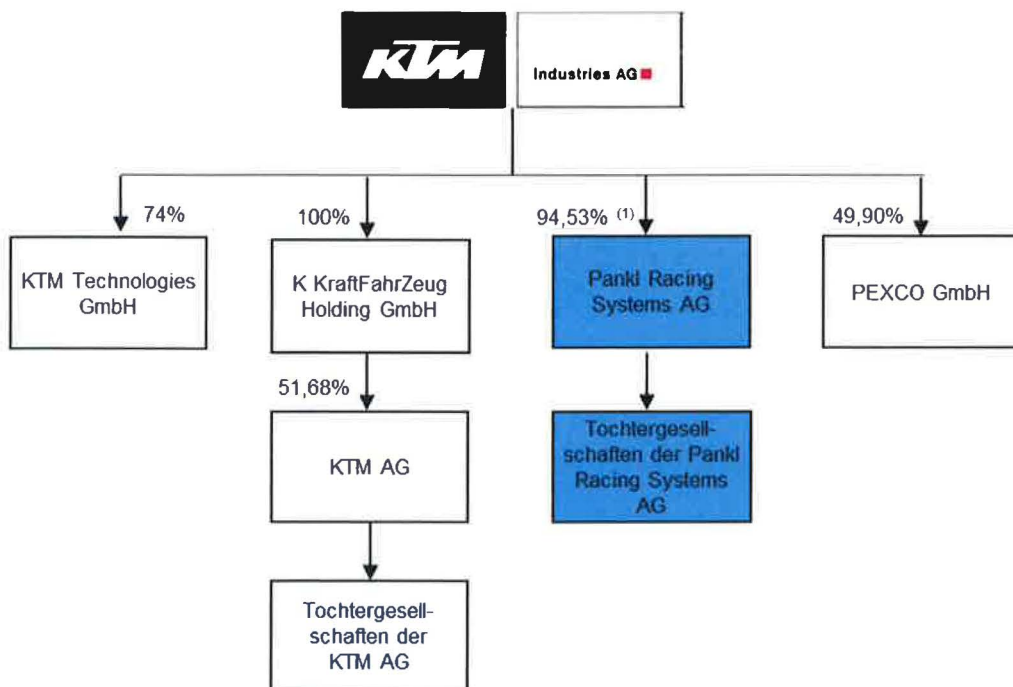 KTM
Industries AG
74%
100%
94,53% (1)
49,90%
KTM Technologies
GmbH
K KraftFahrZeug
Holding GmbH
Pankl Racing
Systems AG
PEXCO GmbH
51,68%
KTM AG
Tochtergesell-
schaften der Pankl
Racing Systems
AG
Tochtergesell-
schaften der
KTM AG